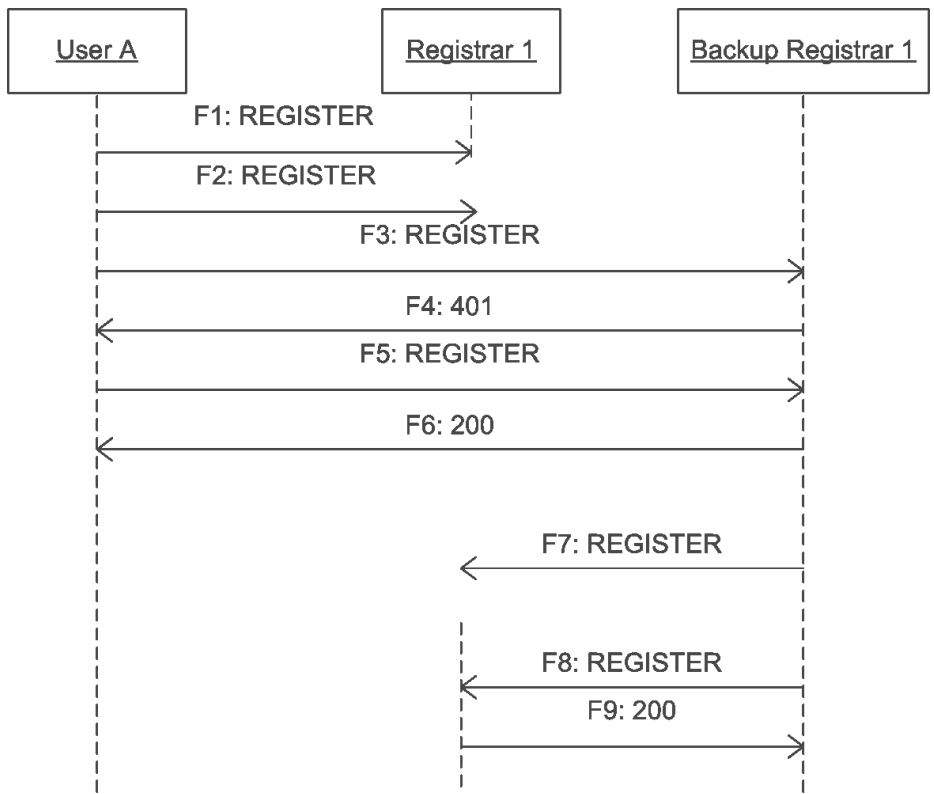 User A
Registrar 1
Backup Registrar 1
F1: REGISTER
F2: REGISTER
F3: REGISTER
F4: 401
F5: REGISTER
F6: 200
F7: REGISTER
F8: REGISTER
F9: 200